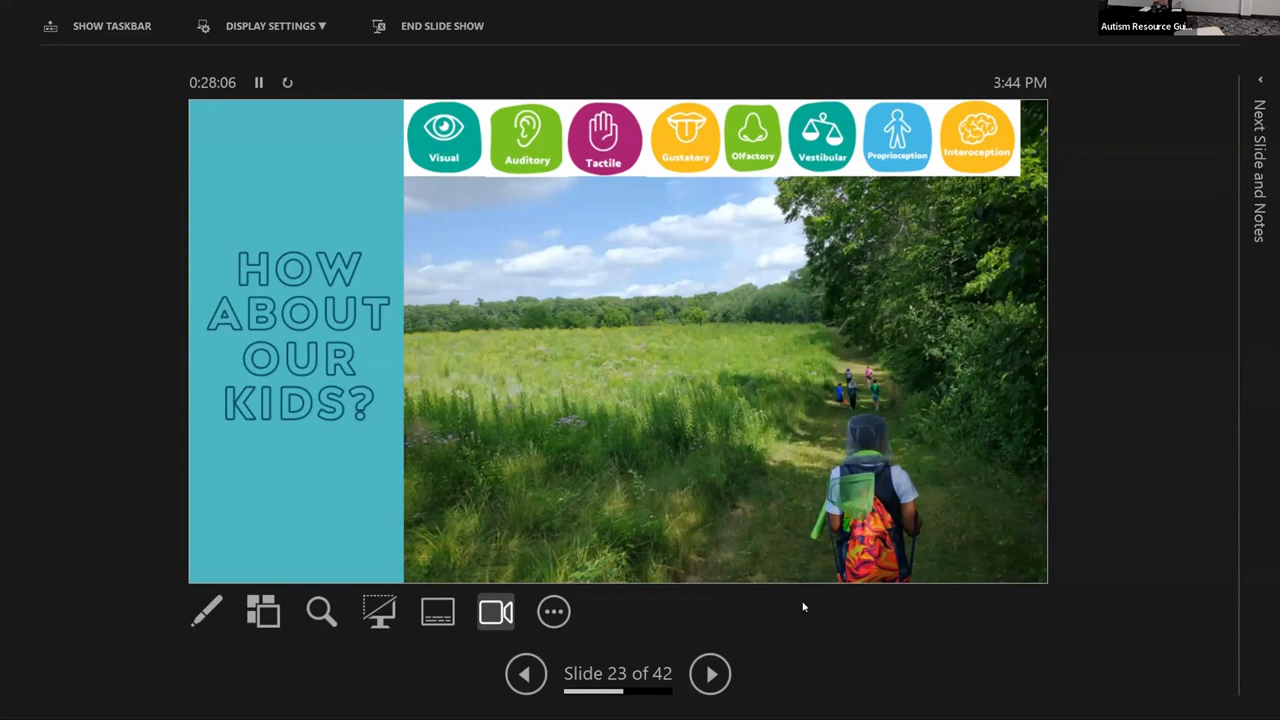 SHOW TASKBAR
DISPLAY SETTINGS ▼
END SLIDE SHOW
Autism Resource Gui...
0:28:06
3:44 PM
Visual
Auditory
Tactile
Gustatory
Olfactory
Vestibular
Proprioception
Interoception
HOW
ABOUT
OUR
KIDS?
Next Slide and Notes
Slide 23 of 42